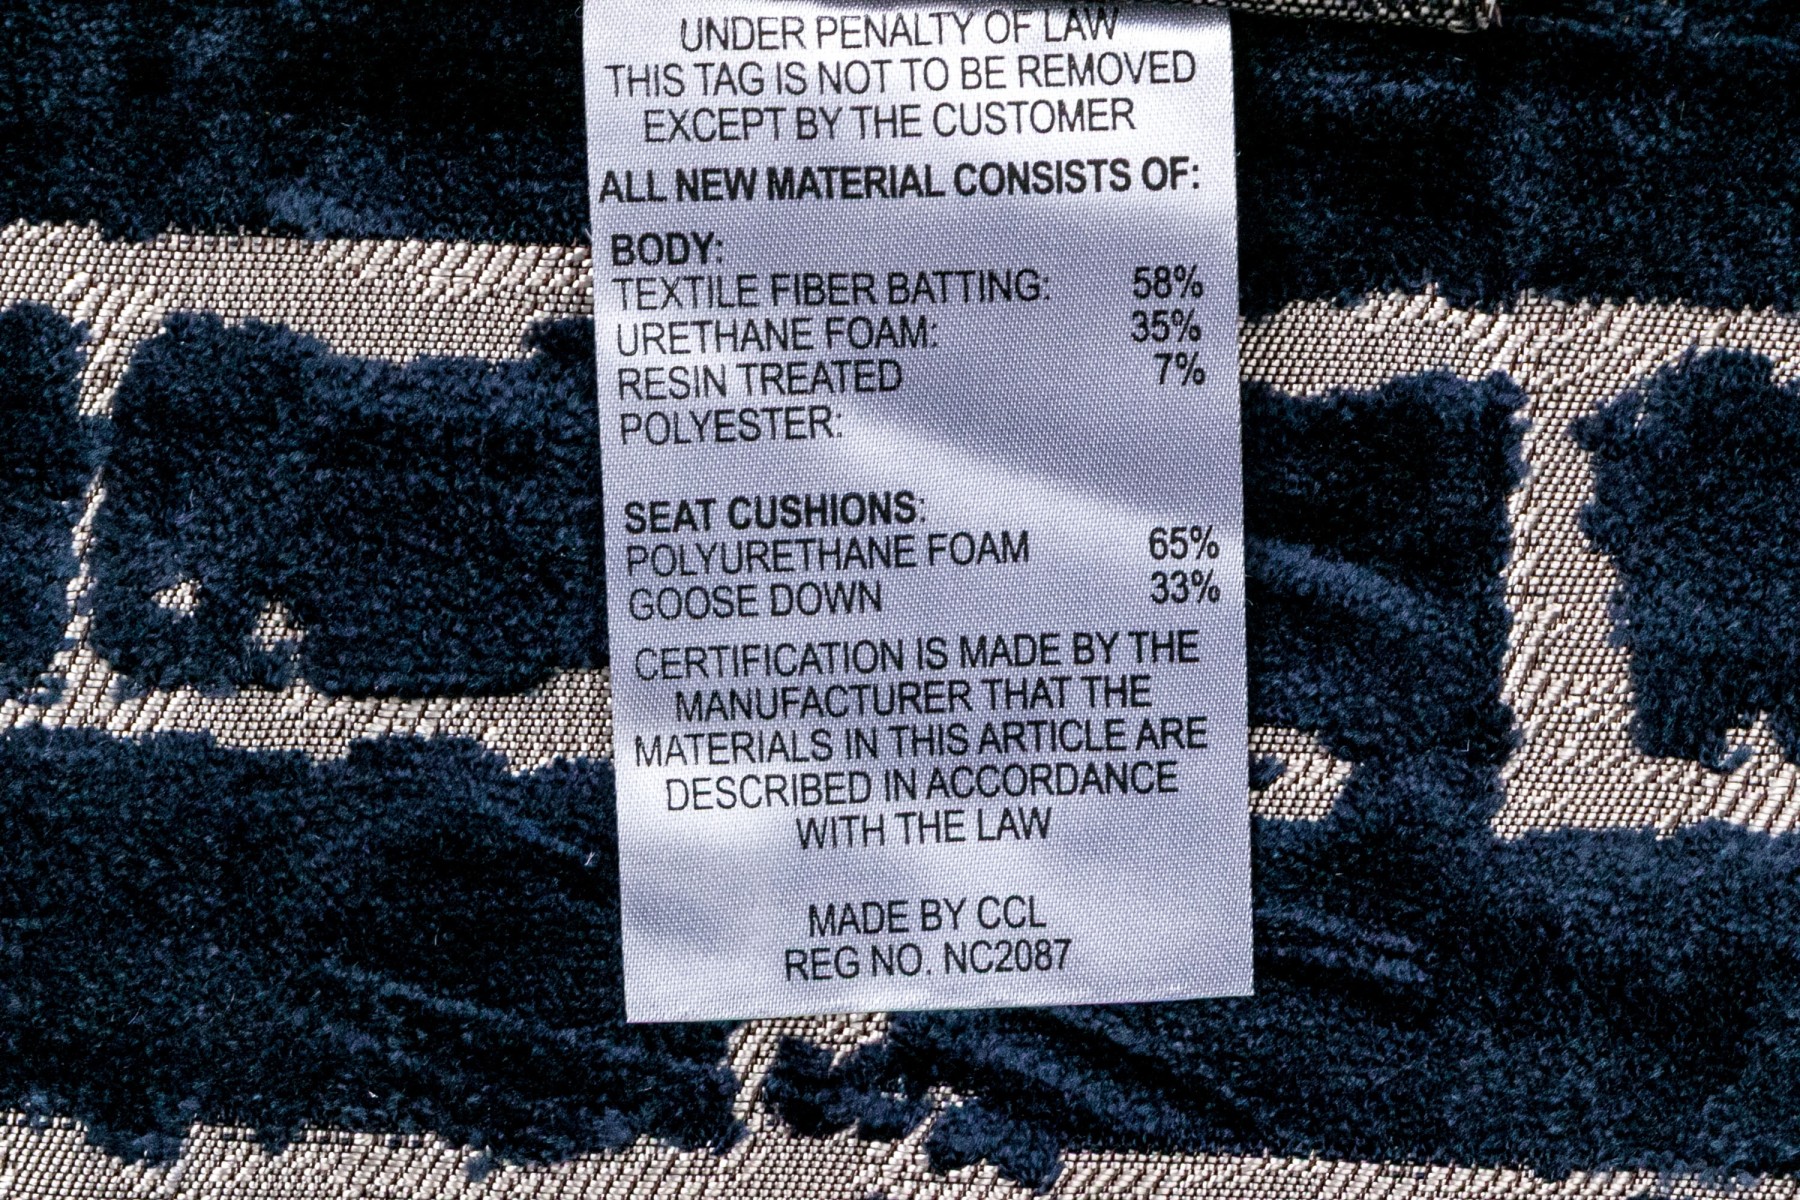 UNDER PENALTY OF LAW
THIS TAG IS NOT TO BE REMOVED
EXCEPT BY THE CUSTOMER
ALL NEW MATERIAL CONSISTS OF:
BODY:
TEXTILE FIBER BATTING: 58%
URETHANE FOAM: 35%
RESIN TREATED 7%
POLYESTER:
SEAT CUSHIONS:
POLYURETHANE FOAM 65%
GOOSE DOWN 33%
CERTIFICATION IS MADE BY THE
MANUFACTURER THAT THE
MATERIALS IN THIS ARTICLE ARE
DESCRIBED IN ACCORDANCE
WITH THE LAW
MADE BY CCL
REG NO. NC2087